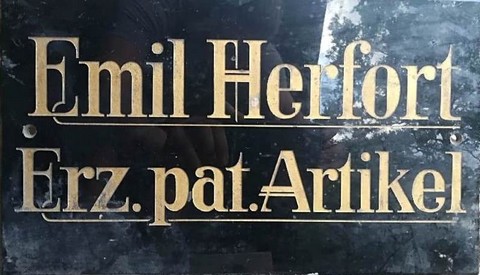 Emil Herfort
Erz. pat. Artikel